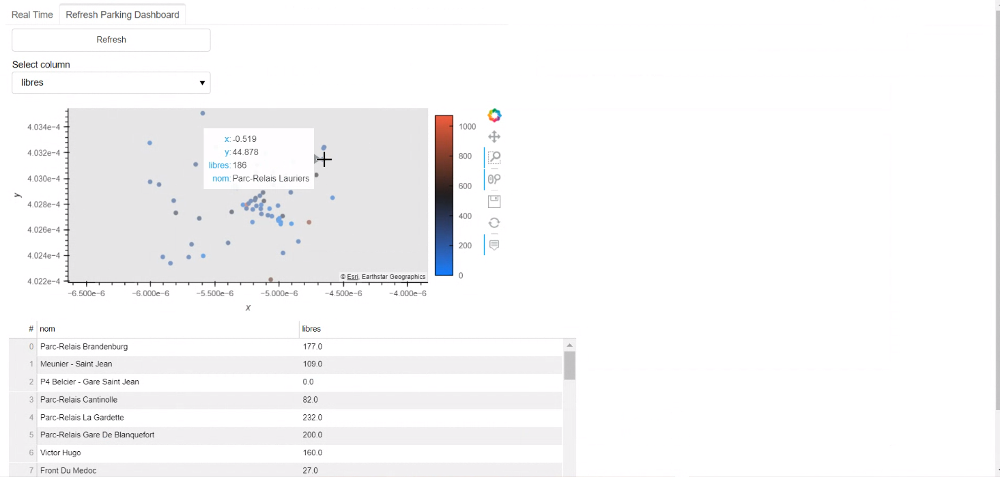 Real Time Refresh Parking Dashboard
Refresh
Select column
libres
4.034e−4
4.032e−4
4.030e−4
4.028e−4
4.026e−4
4.024e−4
4.022e−4
y
x: -0.519
y: 44.878
libres: 186
nom: Parc-Relais Lauriers
© Esri, Earthstar Geographics
−6.500e−6 −6.000e−6 −5.500e−6 −5.000e−6 −4.500e−6 −4.000e−6
x
1000
800
600
400
200
0
# nom libres
0 Parc-Relais Brandenburg 177.0
1 Meunier - Saint Jean 109.0
2 P4 Belcier - Gare Saint Jean 0.0
3 Parc-Relais Cantinolle 82.0
4 Parc-Relais La Gardette 232.0
5 Parc-Relais Gare De Blanquefort 200.0
6 Victor Hugo 160.0
7 Front Du Medoc 27.0